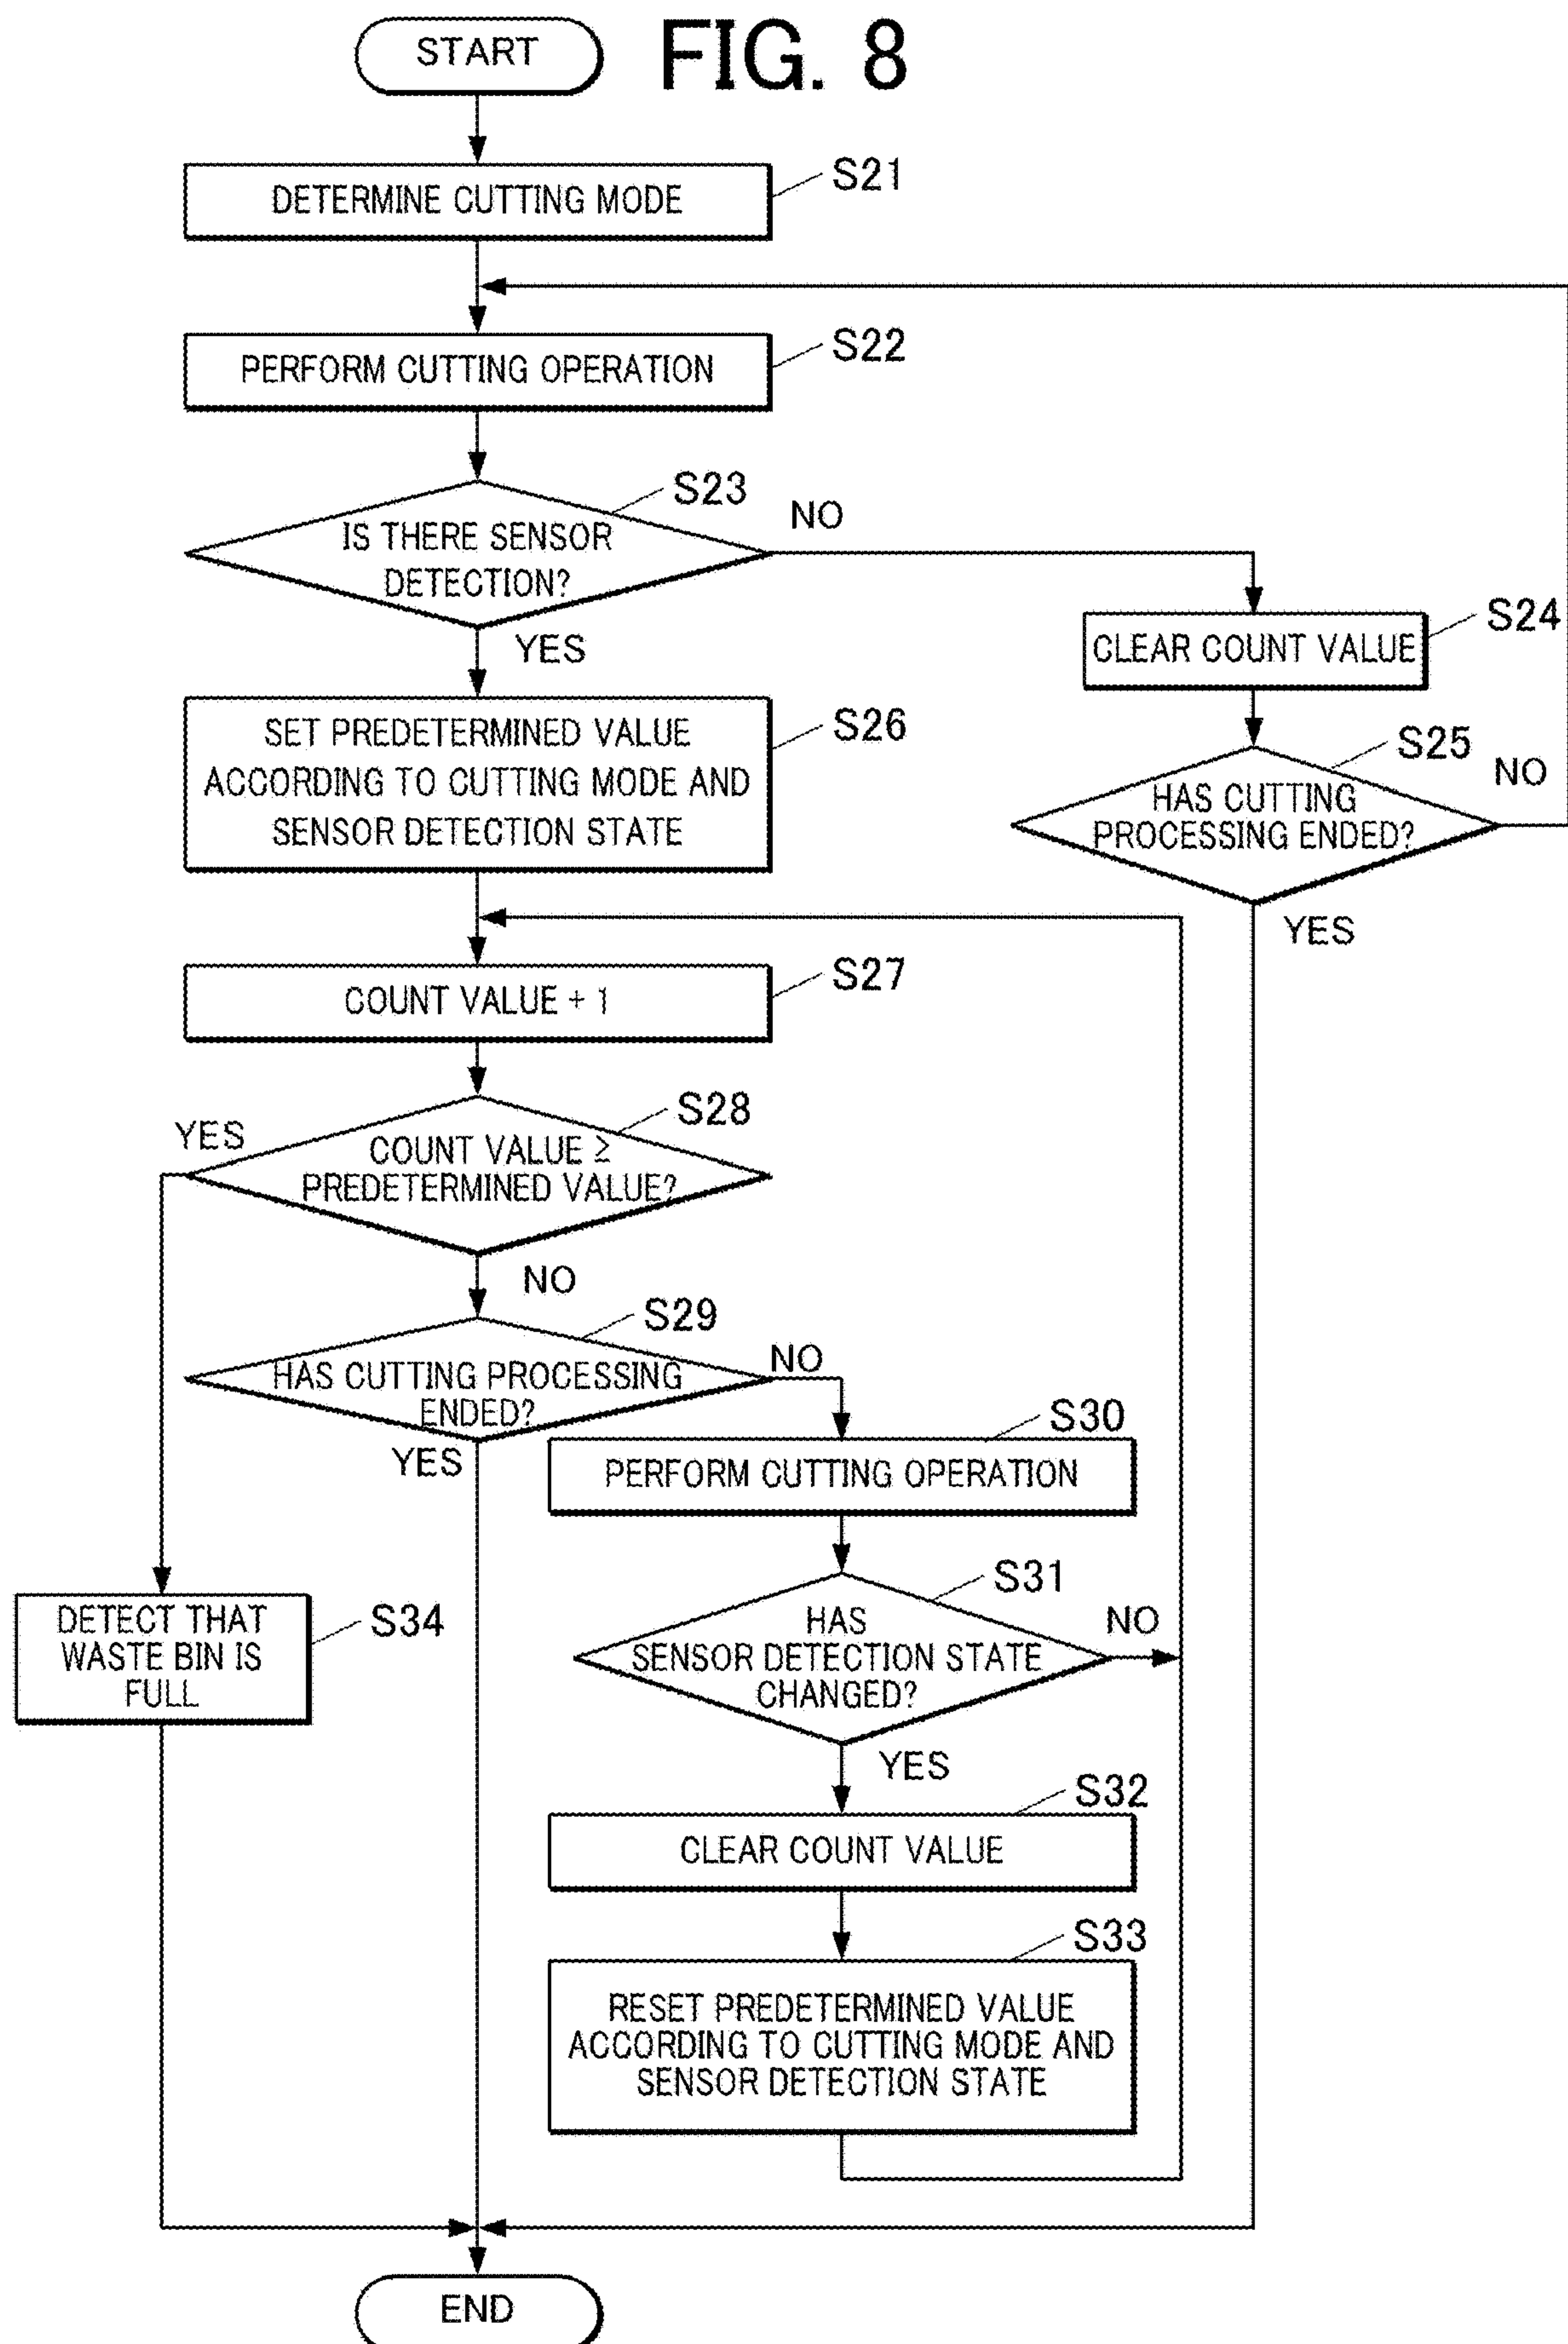 START
FIG. 8
DETERMINE CUTTING MODE
S21
PERFORM CUTTING OPERATION
S22
S23
NO
IS THERE SENSOR
DETECTION?
YES
CLEAR COUNT VALUE
S24
SET PREDETERMINED VALUE
ACCORDING TO CUTTING MODE AND
SENSOR DETECTION STATE
S26
S25
NO
HAS CUTTING
PROCESSING ENDED?
YES
COUNT VALUE + 1
S27
YES
S28
COUNT VALUE ≥
PREDETERMINED VALUE?
NO
S29
NO
HAS CUTTING PROCESSING
ENDED?
YES
S30
PERFORM CUTTING OPERATION
S31
NO
HAS
SENSOR DETECTION STATE
CHANGED?
YES
DETECT THAT
WASTE BIN IS
FULL
S34
S32
CLEAR COUNT VALUE
S33
RESET PREDETERMINED VALUE
ACCORDING TO CUTTING MODE AND
SENSOR DETECTION STATE
END